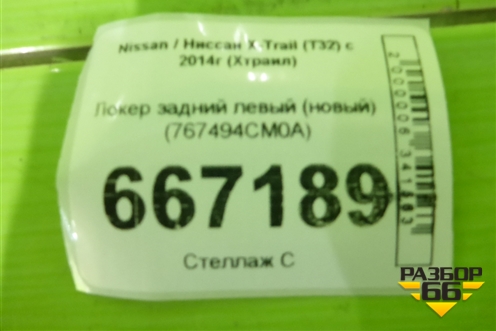 Nissan / Ниссан X-Trail (T32) с
2014г (Хтраил)
Локер задний левый (новый)
(767494CM0A)
667189
Стеллаж С
РАЗБОР
66